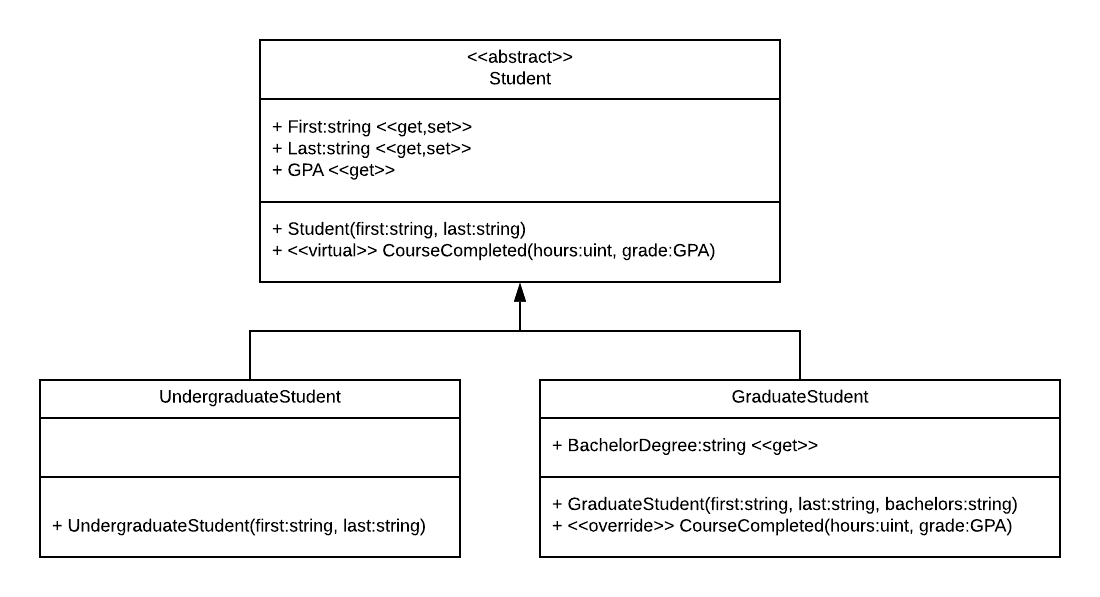 <<abstract>>
Student
+ First:string <<get,set>>
+ Last:string <<get,set>>
+ GPA <<get>>
+ Student(first:string, last:string)
+ <<virtual>> CourseCompleted(hours:uint, grade:GPA)
UndergraduateStudent
+ UndergraduateStudent(first:string, last:string)
GraduateStudent
+ BachelorDegree:string <<get>>
+ GraduateStudent(first:string, last:string, bachelors:string)
+ <<override>> CourseCompleted(hours:uint, grade:GPA)